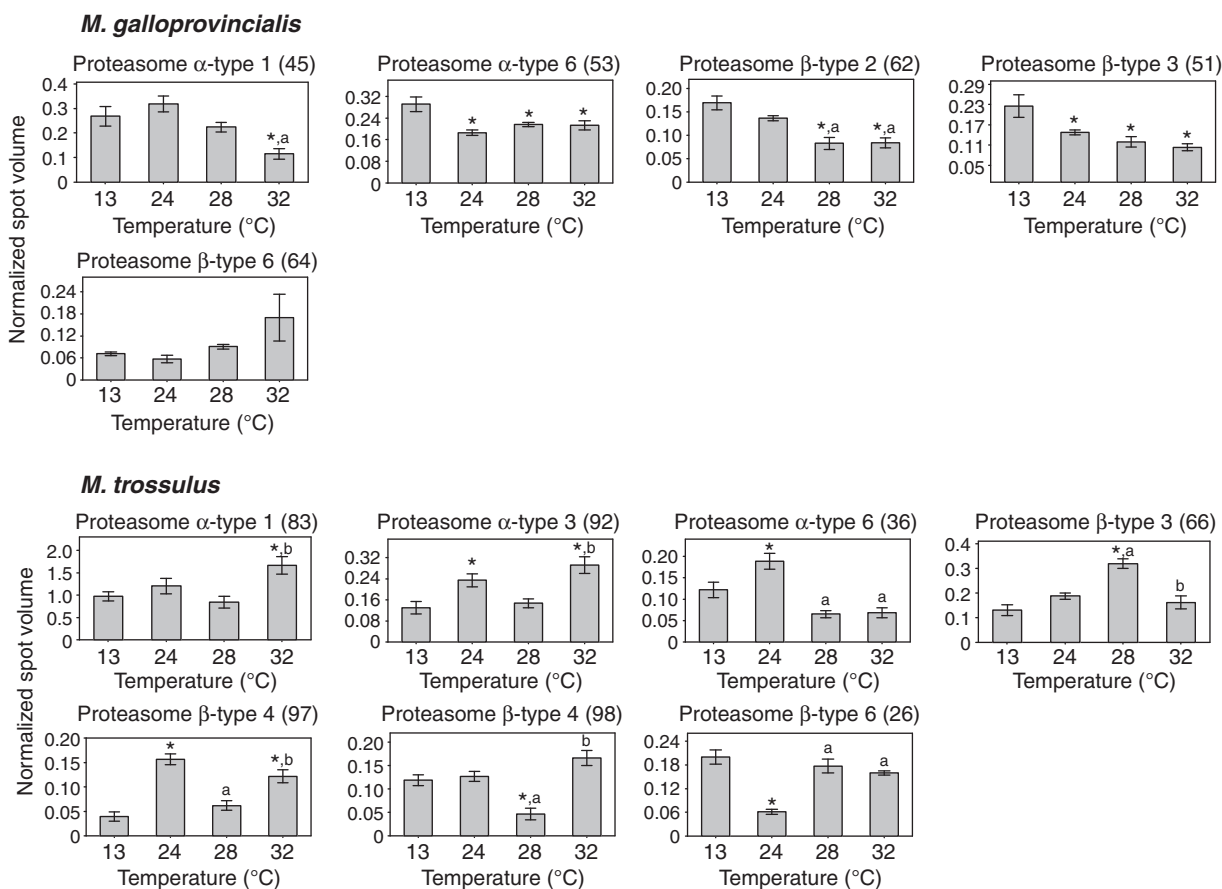 M. galloprovincialis
Proteasome α-type 1 (45)
Proteasome α-type 6 (53)
Proteasome β-type 2 (62)
Proteasome β-type 3 (51)
0.4
0.3
0.2
0.1
0
*,a
13 24 28 32
Temperature (°C)
0.32
0.24
0.16
0.08
0
* * *
13 24 28 32
Temperature (°C)
0.20
0.15
0.10
0.05
0
*,a *,a
13 24 28 32
Temperature (°C)
0.29
0.23
0.17
0.11
0.05
* * *
13 24 28 32
Temperature (°C)
Normalized spot volume
Proteasome β-type 6 (64)
0.24
0.18
0.12
0.06
0
13 24 28 32
Temperature (°C)
M. trossulus
Proteasome α-type 1 (83)
Proteasome α-type 3 (92)
Proteasome α-type 6 (36)
Proteasome β-type 3 (66)
2.0
1.5
1.0
0.5
0
*,b
13 24 28 32
Temperature (°C)
0.32
0.24
0.16
0.08
0
* *,b
13 24 28 32
Temperature (°C)
0.20
0.15
0.10
0.05
0
* a a
13 24 28 32
Temperature (°C)
0.4
0.3
0.2
0.1
0
*,a b
13 24 28 32
Temperature (°C)
Normalized spot volume
Proteasome β-type 4 (97)
Proteasome β-type 4 (98)
Proteasome β-type 6 (26)
0.20
0.15
0.10
0.05
0
* a *,b
13 24 28 32
Temperature (°C)
0.20
0.15
0.10
0.05
0
*,a b
13 24 28 32
Temperature (°C)
0.24
0.18
0.12
0.06
0
* a a
13 24 28 32
Temperature (°C)